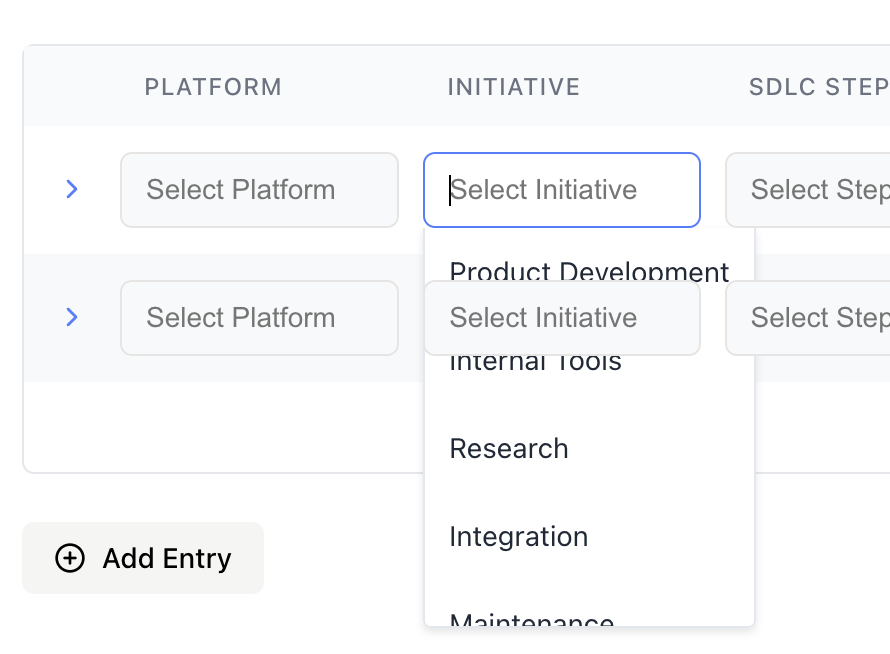 PLATFORM INITIATIVE SDLC STEP
Select Platform Select Initiative Select Step
Product Development
Select Platform Select Initiative Select Step
Internal Tools
Research
Integration
Add Entry
Maintenance